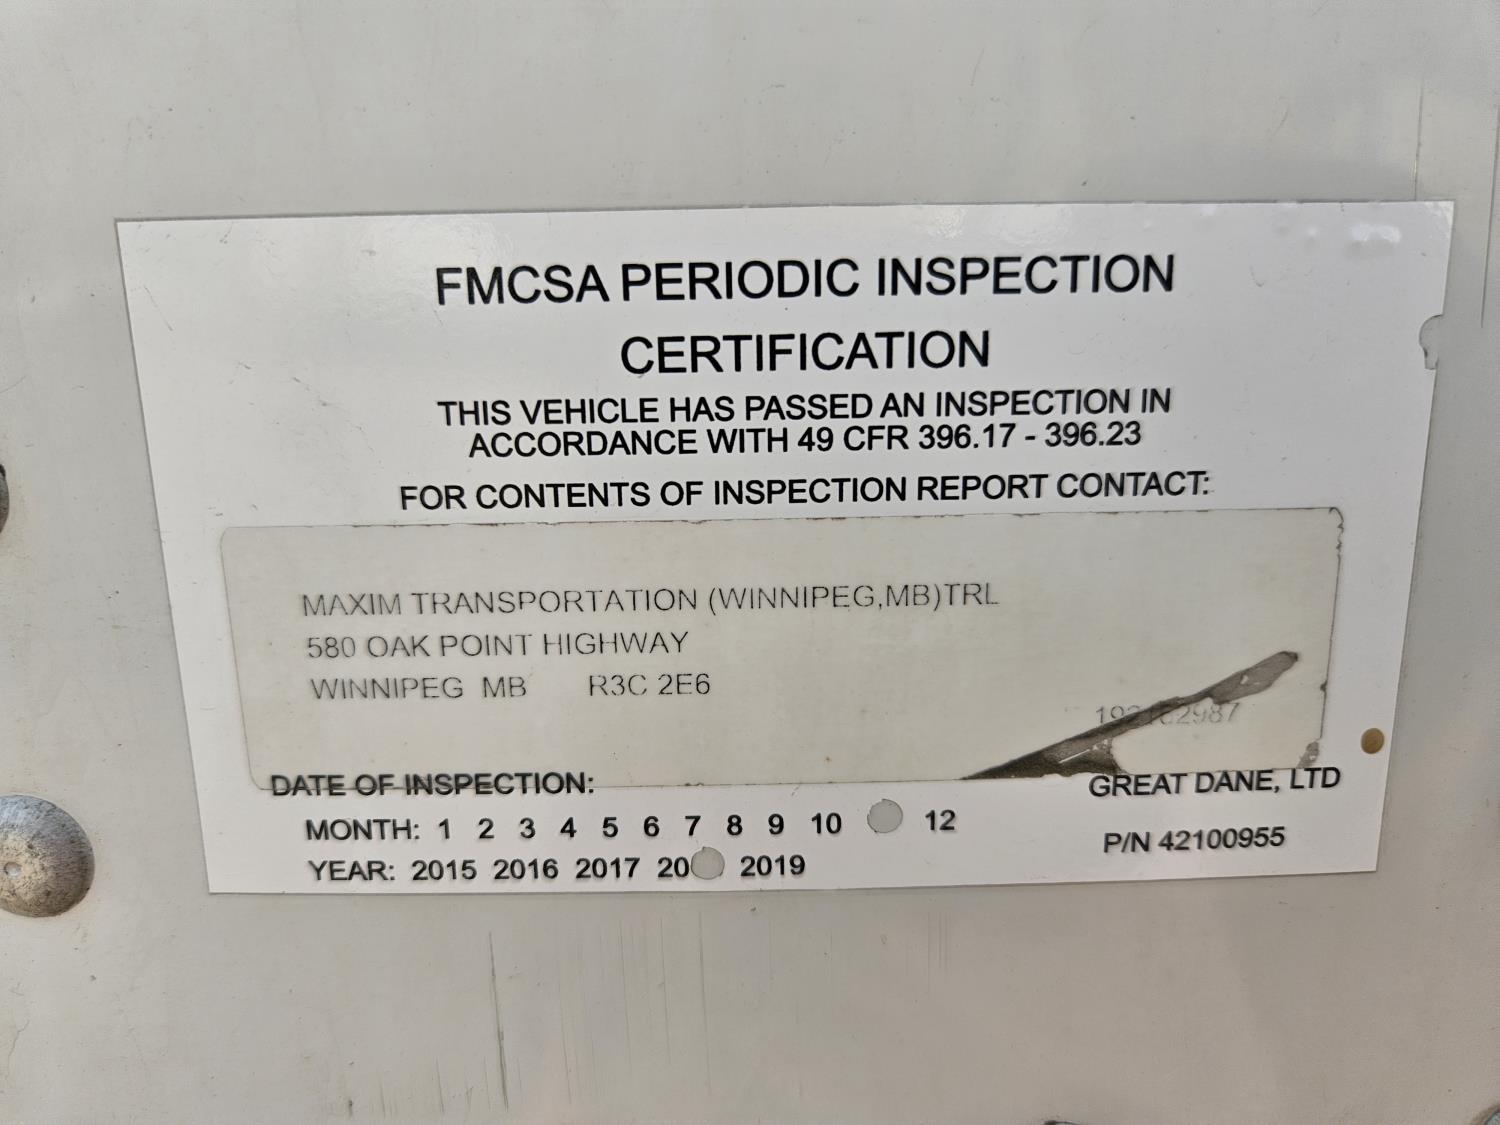 FMCSA PERIODIC INSPECTION
CERTIFICATION
THIS VEHICLE HAS PASSED AN INSPECTION IN
ACCORDANCE WITH 49 CFR 396.17 - 396.23
FOR CONTENTS OF INSPECTION REPORT CONTACT:
MAXIM TRANSPORTATION (WINNIPEG,MB)TRL
580 OAK POINT HIGHWAY
WINNIPEG MB R3C 2E6
DATE OF INSPECTION:
MONTH: 1 2 3 4 5 6 7 8 9 10 12
YEAR: 2015 2016 2017 20 2019
GREAT DANE, LTD
P/N 42100955